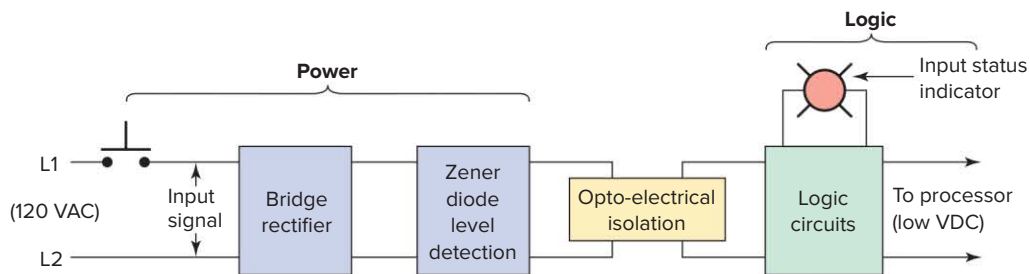 Logic
Power
Input status
indicator
L1
(120 VAC)
L2
Input
signal
Bridge
rectifier
Zener
diode
level
detection
Opto-electrical
isolation
Logic
circuits
To processor
(low VDC)